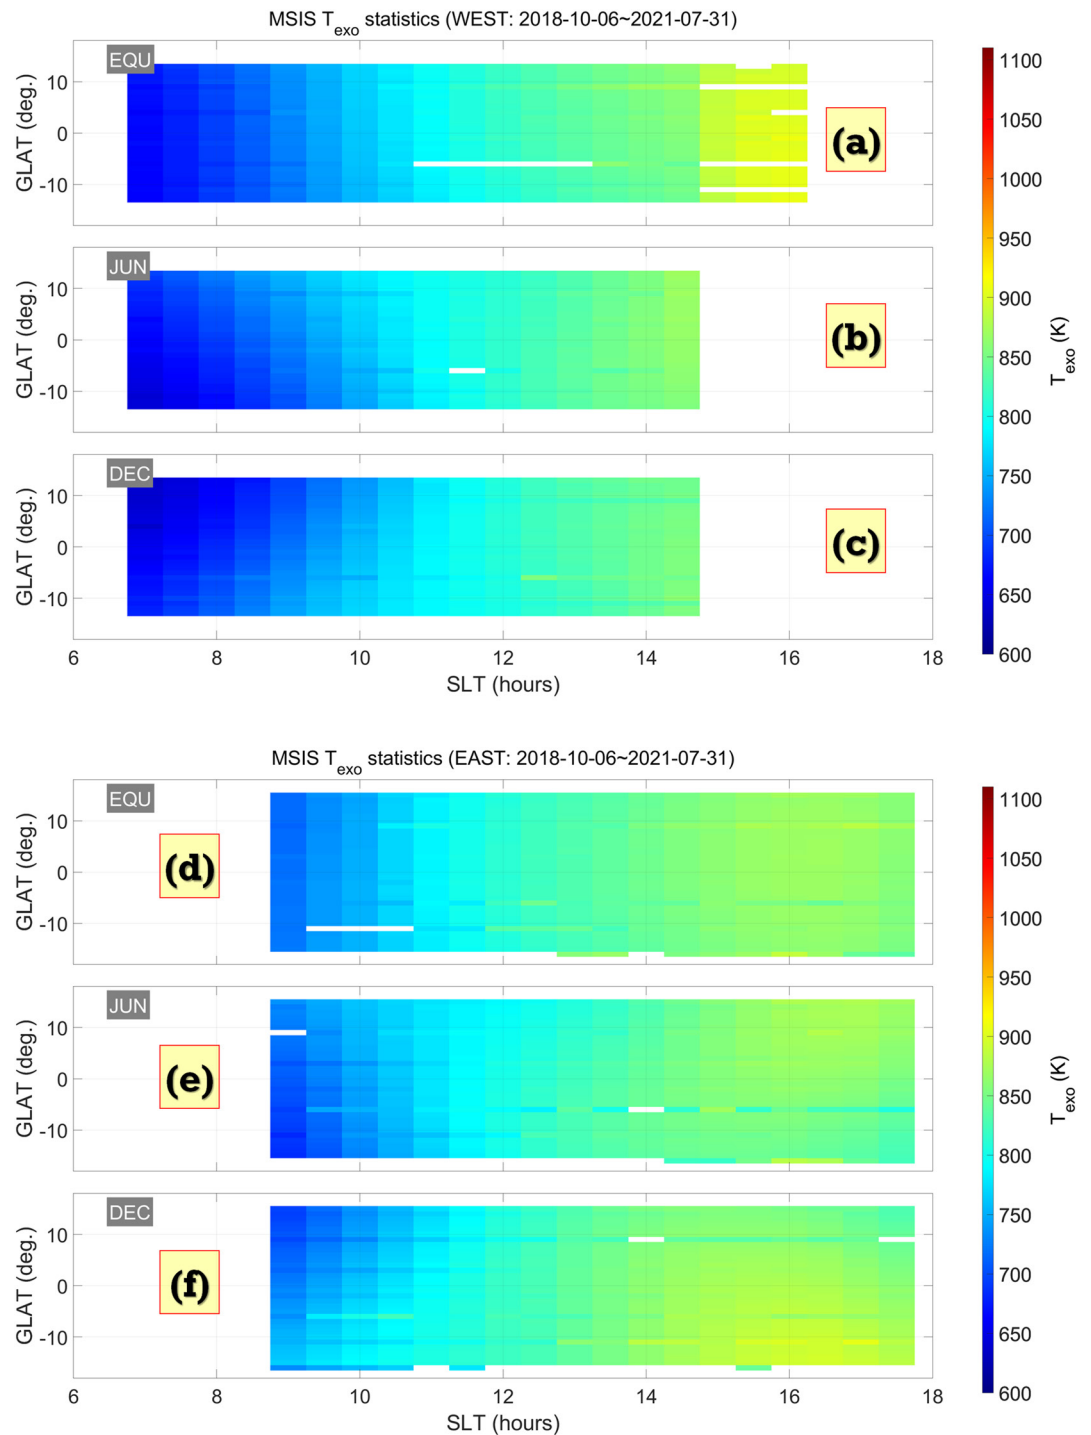 MSIS Texo statistics (WEST: 2018-10-06~2021-07-31)
EQU
GLAT (deg.)
10
0
-10
(a)
JUN
GLAT (deg.)
10
0
-10
(b)
DEC
GLAT (deg.)
10
0
-10
(c)
6 8 10 12 14 16 18
SLT (hours)
1100
1050
1000
950
900
850
800
750
700
650
600
Texo (K)
MSIS Texo statistics (EAST: 2018-10-06~2021-07-31)
EQU
GLAT (deg.)
10
0
-10
(d)
JUN
GLAT (deg.)
10
0
-10
(e)
DEC
GLAT (deg.)
10
0
-10
(f)
6 8 10 12 14 16 18
SLT (hours)
1100
1050
1000
950
900
850
800
750
700
650
600
Texo (K)